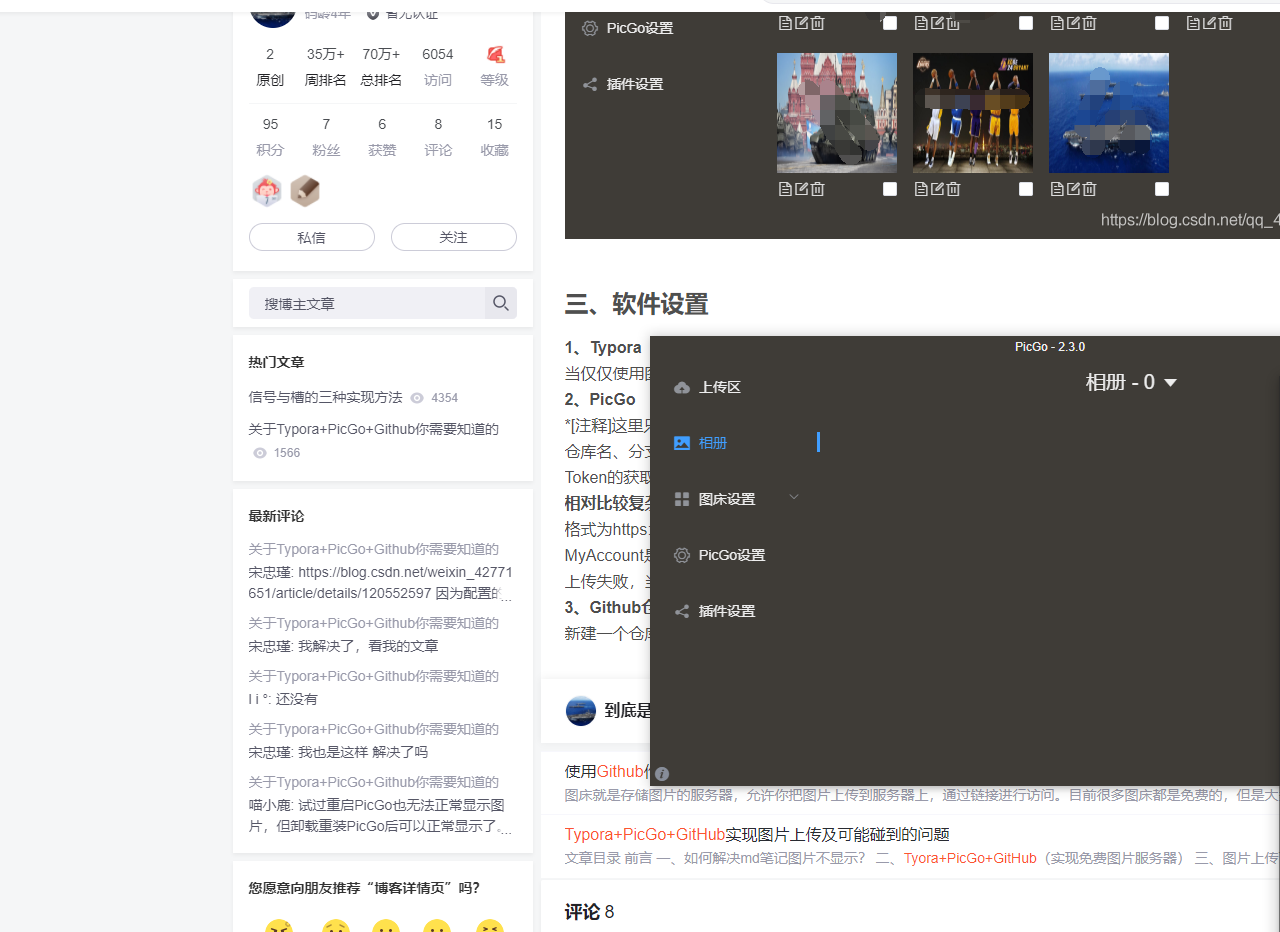 码龄4年 暂无认证
2 35万+ 70万+ 6054
原创 周排名 总排名 访问 等级
95 7 6 8 15
积分 粉丝 获赞 评论 收藏
私信 关注
搜博主文章
热门文章
信号与槽的三种实现方法 4354
关于Typora+PicGo+Github你需要知道的
1566
最新评论
关于Typora+PicGo+Github你需要知道的
宋忠瑾: https://blog.csdn.net/weixin_42771
651/article/details/120552597 因为配置的...
关于Typora+PicGo+Github你需要知道的
宋忠瑾: 我解决了，看我的文章
关于Typora+PicGo+Github你需要知道的
l i °: 还没有
关于Typora+PicGo+Github你需要知道的
宋忠瑾: 我也是这样 解决了吗
关于Typora+PicGo+Github你需要知道的
喵小鹿: 试过重启PicGo也无法正常显示图
片，但卸载重装PicGo后可以正常显示了。...
您愿意向朋友推荐“博客详情页”吗？
PicGo设置
插件设置
https://blog.csdn.net/qq_4
三、软件设置
1、Typora
当仅仅使用图
2、PicGo
*[注释]这里只
仓库名、分支
Token的获取
相对比较复杂
格式为https:
MyAccount是
上传失败，当
3、Github仓
新建一个仓库
PicGo - 2.3.0
上传区
相册
图床设置
PicGo设置
插件设置
相册 - 0
到底是
使用Github作
图床就是存储图片的服务器，允许你把图片上传到服务器上，通过链接进行访问。目前很多图床都是免费的，但是大
Typora+PicGo+GitHub实现图片上传及可能碰到的问题
文章目录 前言 一、如何解决md笔记图片不显示？ 二、Tyora+PicGo+GitHub（实现免费图片服务器） 三、图片上传
评论 8